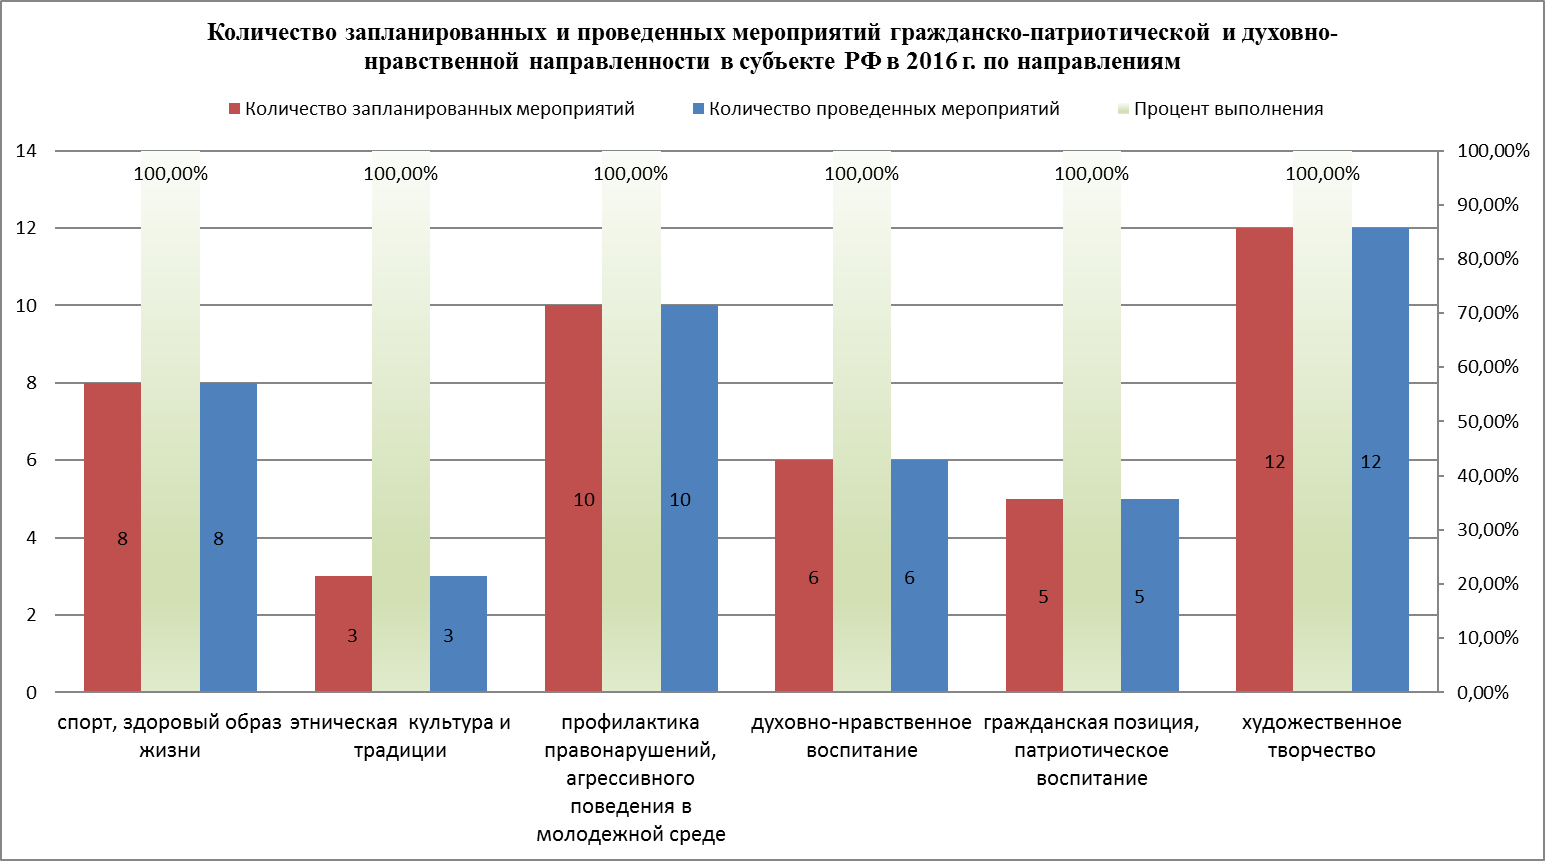 Количество запланированных и проведенных мероприятий гражданско-патриотической и духовно-
нравственной направленности в субъекте РФ в 2016 г. по направлениям
Количество запланированных мероприятий
Количество проведенных мероприятий
Процент выполнения
14
12
10
8
6
4
2
0
100,00%
100,00%
100,00%
100,00%
100,00%
100,00%
8
8
3
3
10
10
6
6
5
5
12
12
100,00%
90,00%
80,00%
70,00%
60,00%
50,00%
40,00%
30,00%
20,00%
10,00%
0,00%
спорт, здоровый образ
жизни
этническая культура и
традиции
профилактика
правонарушений,
агрессивного
поведения в
молодежной среде
духовно-нравственное
воспитание
гражданская позиция,
патриотическое
воспитание
художественное
творчество